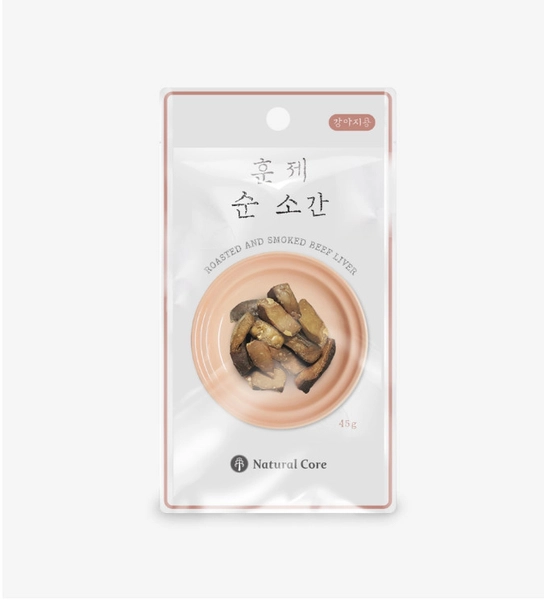 강아지용
훈제
순 소간
ROASTED AND SMOKED BEEF LIVER
45g
Natural Core